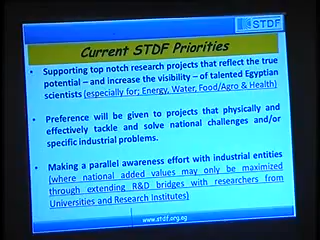 STDF
Current STDF Priorities
• Supporting top notch research projects that reflect the true
potential – and increase the visibility – of talented Egyptian
scientists (especially for; Energy, Water, Food/Agro & Health)
• Preference will be given to projects that physically and
effectively tackle and solve national challenges and/or
specific industrial problems.
• Making a parallel awareness effort with industrial entities
(where national added values may only be maximized
through extending R&D bridges with researchers from
Universities and Research Institutes)
www.stdf.org.eg